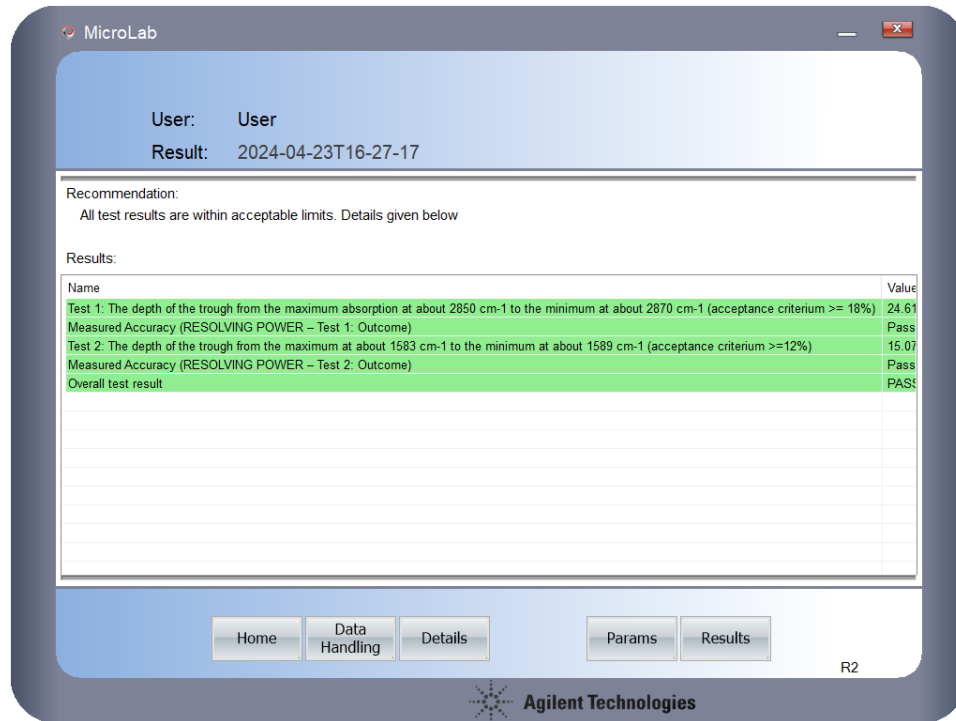 MicroLab
User: User
Result: 2024-04-23T16-27-17
Recommendation:
All test results are within acceptable limits. Details given below
Results:
Name Value
Test 1: The depth of the trough from the maximum absorption at about 2850 cm-1 to the minimum at about 2870 cm-1 (acceptance criterium >= 18%) 24.61
Measured Accuracy (RESOLVING POWER – Test 1: Outcome) Pass
Test 2: The depth of the trough from the maximum at about 1583 cm-1 to the minimum at about 1589 cm-1 (acceptance criterium >=12%) 15.07
Measured Accuracy (RESOLVING POWER – Test 2: Outcome) Pass
Overall test result PASS
Home Data Handling Details Params Results
R2
Agilent Technologies